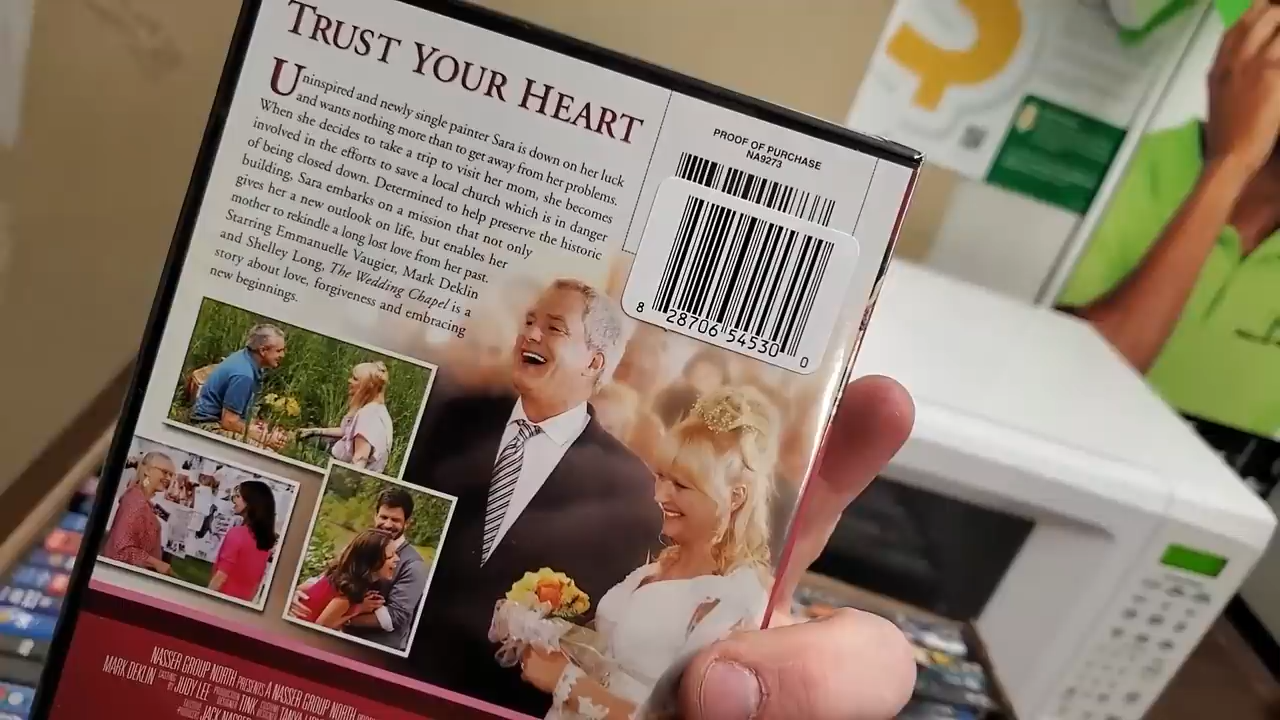 TRUST YOUR HEART
Uninspired and newly single painter Sara is down on her luck
and wants nothing more than to get away from her problems.
When she decides to take a trip to visit her mom, she becomes
involved in the efforts to save a local church which is in danger
of being closed down. Determined to help preserve the historic
building, Sara embarks on a mission that not only
gives her a new outlook on life, but enables her
mother to rekindle a long lost love from her past.
Starring Emmanuelle Vaugier, Mark Deklin
and Shelley Long, The Wedding Chapel is a
story about love, forgiveness and embracing
new beginnings.
PROOF OF PURCHASE
NA9273
8 28706 54530 0
NASSER GROUP NORTH PRESENTS A NASSER GROUP NORTH
MARK DEKLIN CASTING BY JUDY LEE PRODUCTION DESIGNER TINK